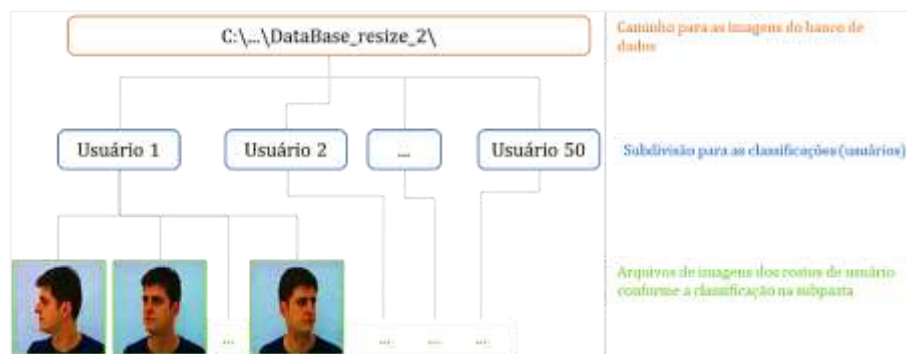 C:\...\DataBase_resize_2\
Caminho para as imagens do banco de
dados
Usuário 1
Usuário 2
...
Usuário 50
Subdivisão para as classificações (usuários)
Arquivos de imagens dos rostos de usuário
conforme a classificação na subpasta
...
...
...
...